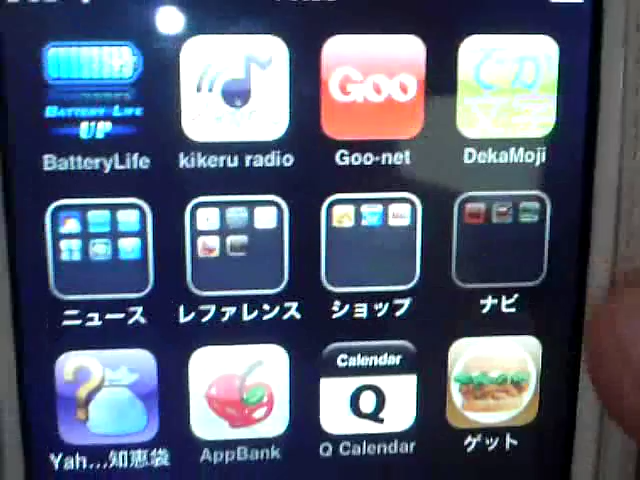 BATTERY LIFE
UP
Goo
BatteryLife
kikeru radio
Goo-net
DekaMoji
ニュース
レファレンス
ショップ
ナビ
?
Calendar
Q
Yah...知恵袋
AppBank
Q Calendar
ゲット